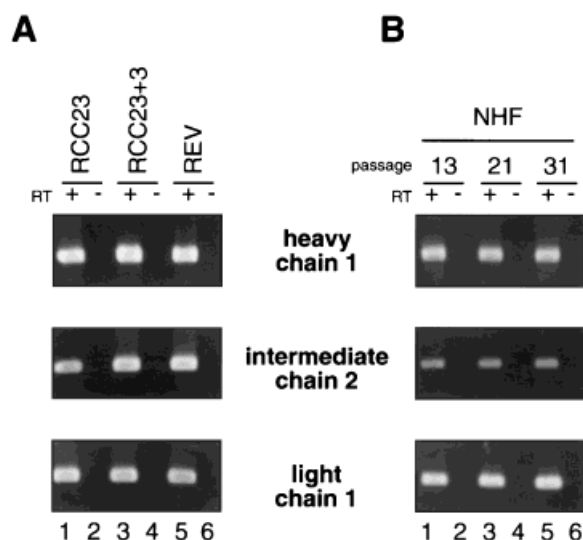 A
B
RCC23 RCC23+3 REV
NHF
passage 13 21 31
RT + - + - + -
RT + - + - + -
heavy
chain 1
intermediate
chain 2
light
chain 1
1 2 3 4 5 6
1 2 3 4 5 6